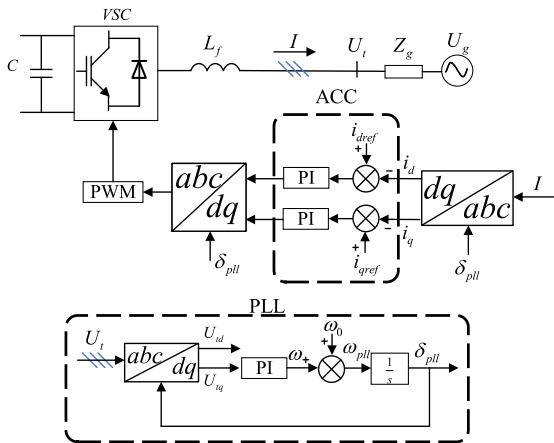 VSC
C
L_f
I
U_t
Z_g
U_g
ACC
i_dref
+
PI
-
i_d
abc
dq
PWM
dq
abc
I
PI
-
i_q
+
i_qref
δ_pll
δ_pll
PLL
U_t
abc
dq
U_td
U_tq
PI
ω
+
ω_0
+
ω_pll
1/s
δ_pll